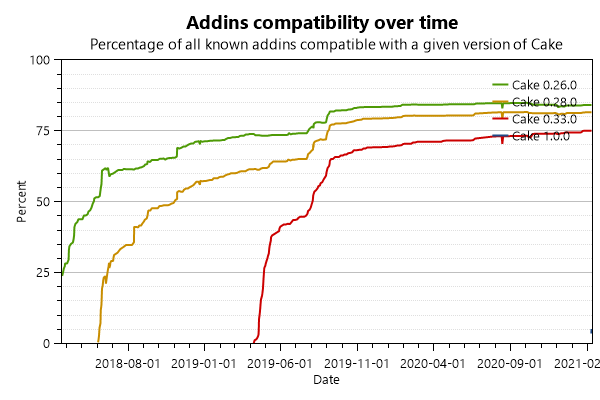 Addins compatibility over time
Percentage of all known addins compatible with a given version of Cake
100
75
50
25
0
Percent
Cake 0.26.0
Cake 0.28.0
Cake 0.33.0
Cake 1.0.0
2018-08-01
2019-01-01
2019-06-01
2019-11-01
2020-04-01
2020-09-01
2021-02
Date